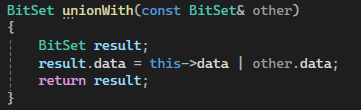 BitSet unionWith(const BitSet& other)
{
    BitSet result;
    result.data = this->data | other.data;
    return result;
}